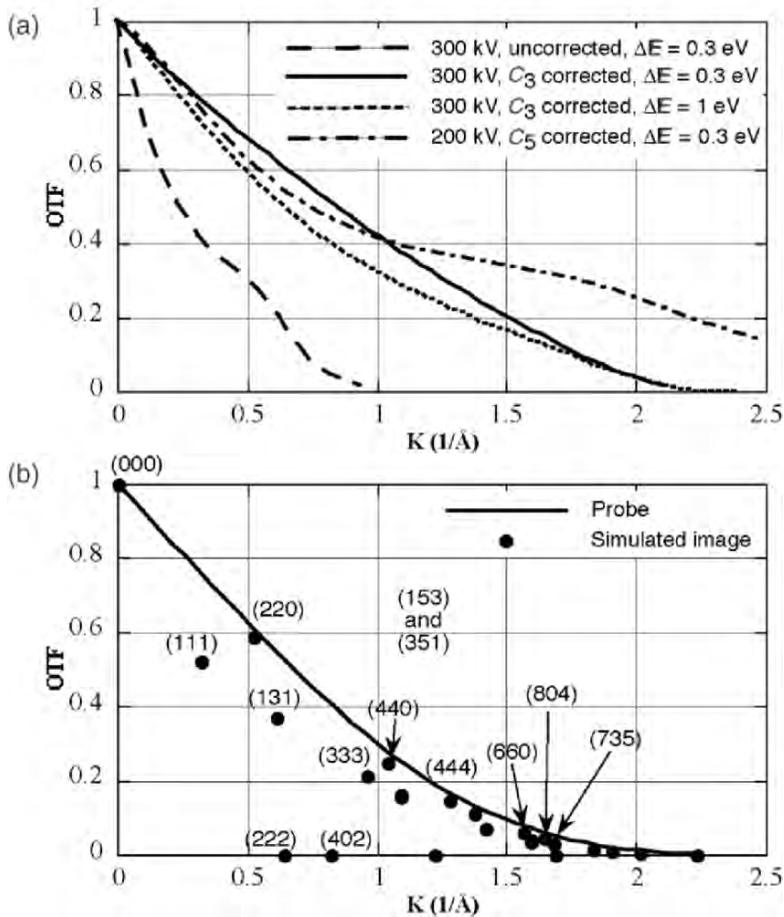 (a)
1
0.8
0.6
0.4
0.2
0
OTF
300 kV, uncorrected, ΔE = 0.3 eV
300 kV, C3 corrected, ΔE = 0.3 eV
300 kV, C3 corrected, ΔE = 1 eV
200 kV, C5 corrected, ΔE = 0.3 eV
0 0.5 1 1.5 2 2.5
K (1/Å)
(b)
1
0.8
0.6
0.4
0.2
0
OTF
(000)
Probe
Simulated image
(111)
(220)
(153)
and
(351)
(131)
(440)
(804)
(333)
(444)
(660)
(735)
(222)
(402)
0 0.5 1 1.5 2 2.5
K (1/Å)